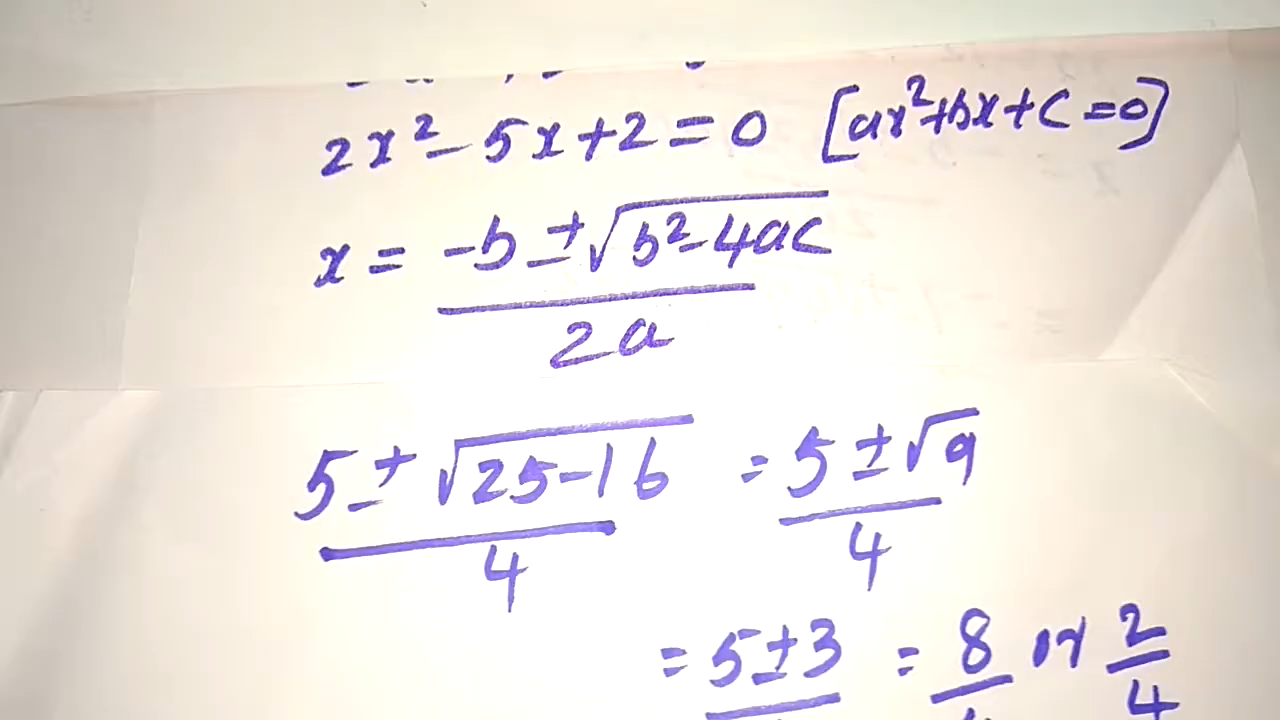 2x² - 5x + 2 = 0 [ax² + bx + c = 0]
x = -b ± √b² - 4ac
2a
5 ± √25 - 16 = 5 ± √9
4 4
= 5 ± 3 = 8 or 2
4